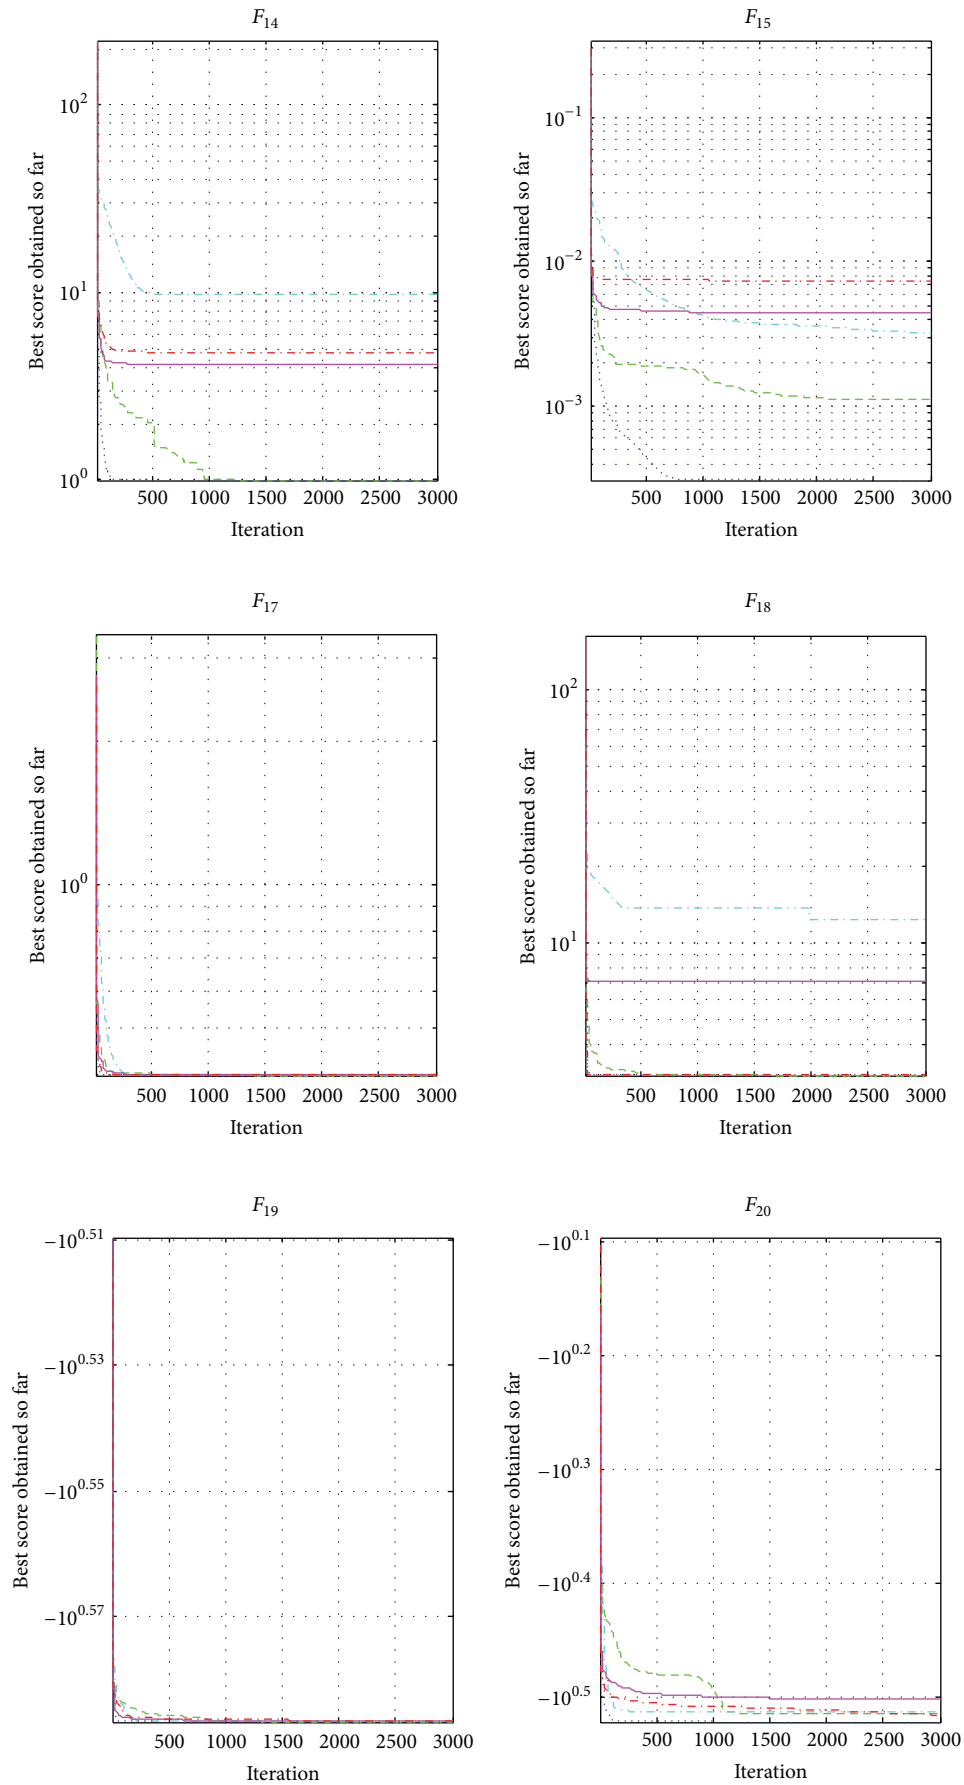 F14
Best score obtained so far
10^2
10^1
10^0
500 1000 1500 2000 2500 3000
Iteration
F15
Best score obtained so far
10^-1
10^-2
10^-3
500 1000 1500 2000 2500 3000
Iteration
F17
Best score obtained so far
10^0
500 1000 1500 2000 2500 3000
Iteration
F18
Best score obtained so far
10^2
10^1
500 1000 1500 2000 2500 3000
Iteration
F19
Best score obtained so far
-10^0.51
-10^0.53
-10^0.55
-10^0.57
500 1000 1500 2000 2500 3000
Iteration
F20
Best score obtained so far
-10^0.1
-10^0.2
-10^0.3
-10^0.4
-10^0.5
500 1000 1500 2000 2500 3000
Iteration